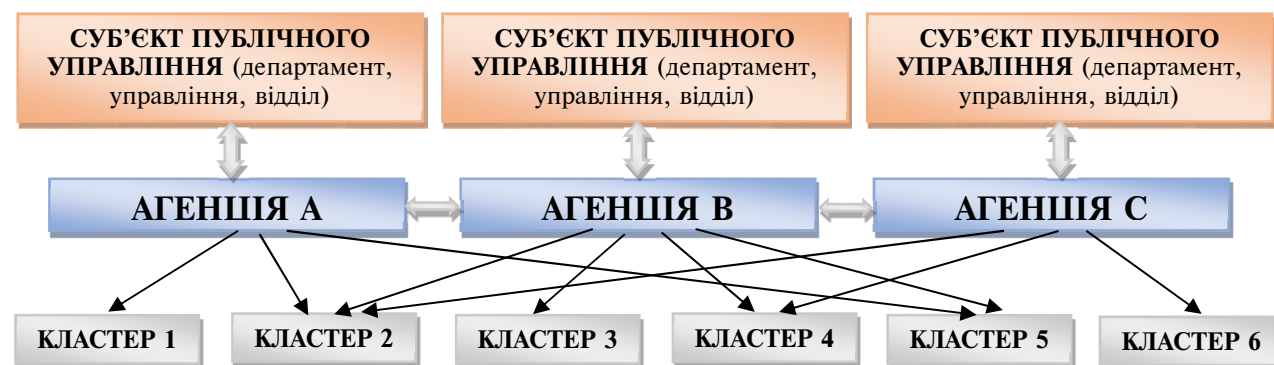 СУБ’ЄКТ ПУБЛІЧНОГО
УПРАВЛІННЯ (департамент,
управління, відділ)
СУБ’ЄКТ ПУБЛІЧНОГО
УПРАВЛІННЯ (департамент,
управління, відділ)
СУБ’ЄКТ ПУБЛІЧНОГО
УПРАВЛІННЯ (департамент,
управління, відділ)
АГЕНЦІЯ А
АГЕНЦІЯ В
АГЕНЦІЯ С
КЛАСТЕР 1
КЛАСТЕР 2
КЛАСТЕР 3
КЛАСТЕР 4
КЛАСТЕР 5
КЛАСТЕР 6